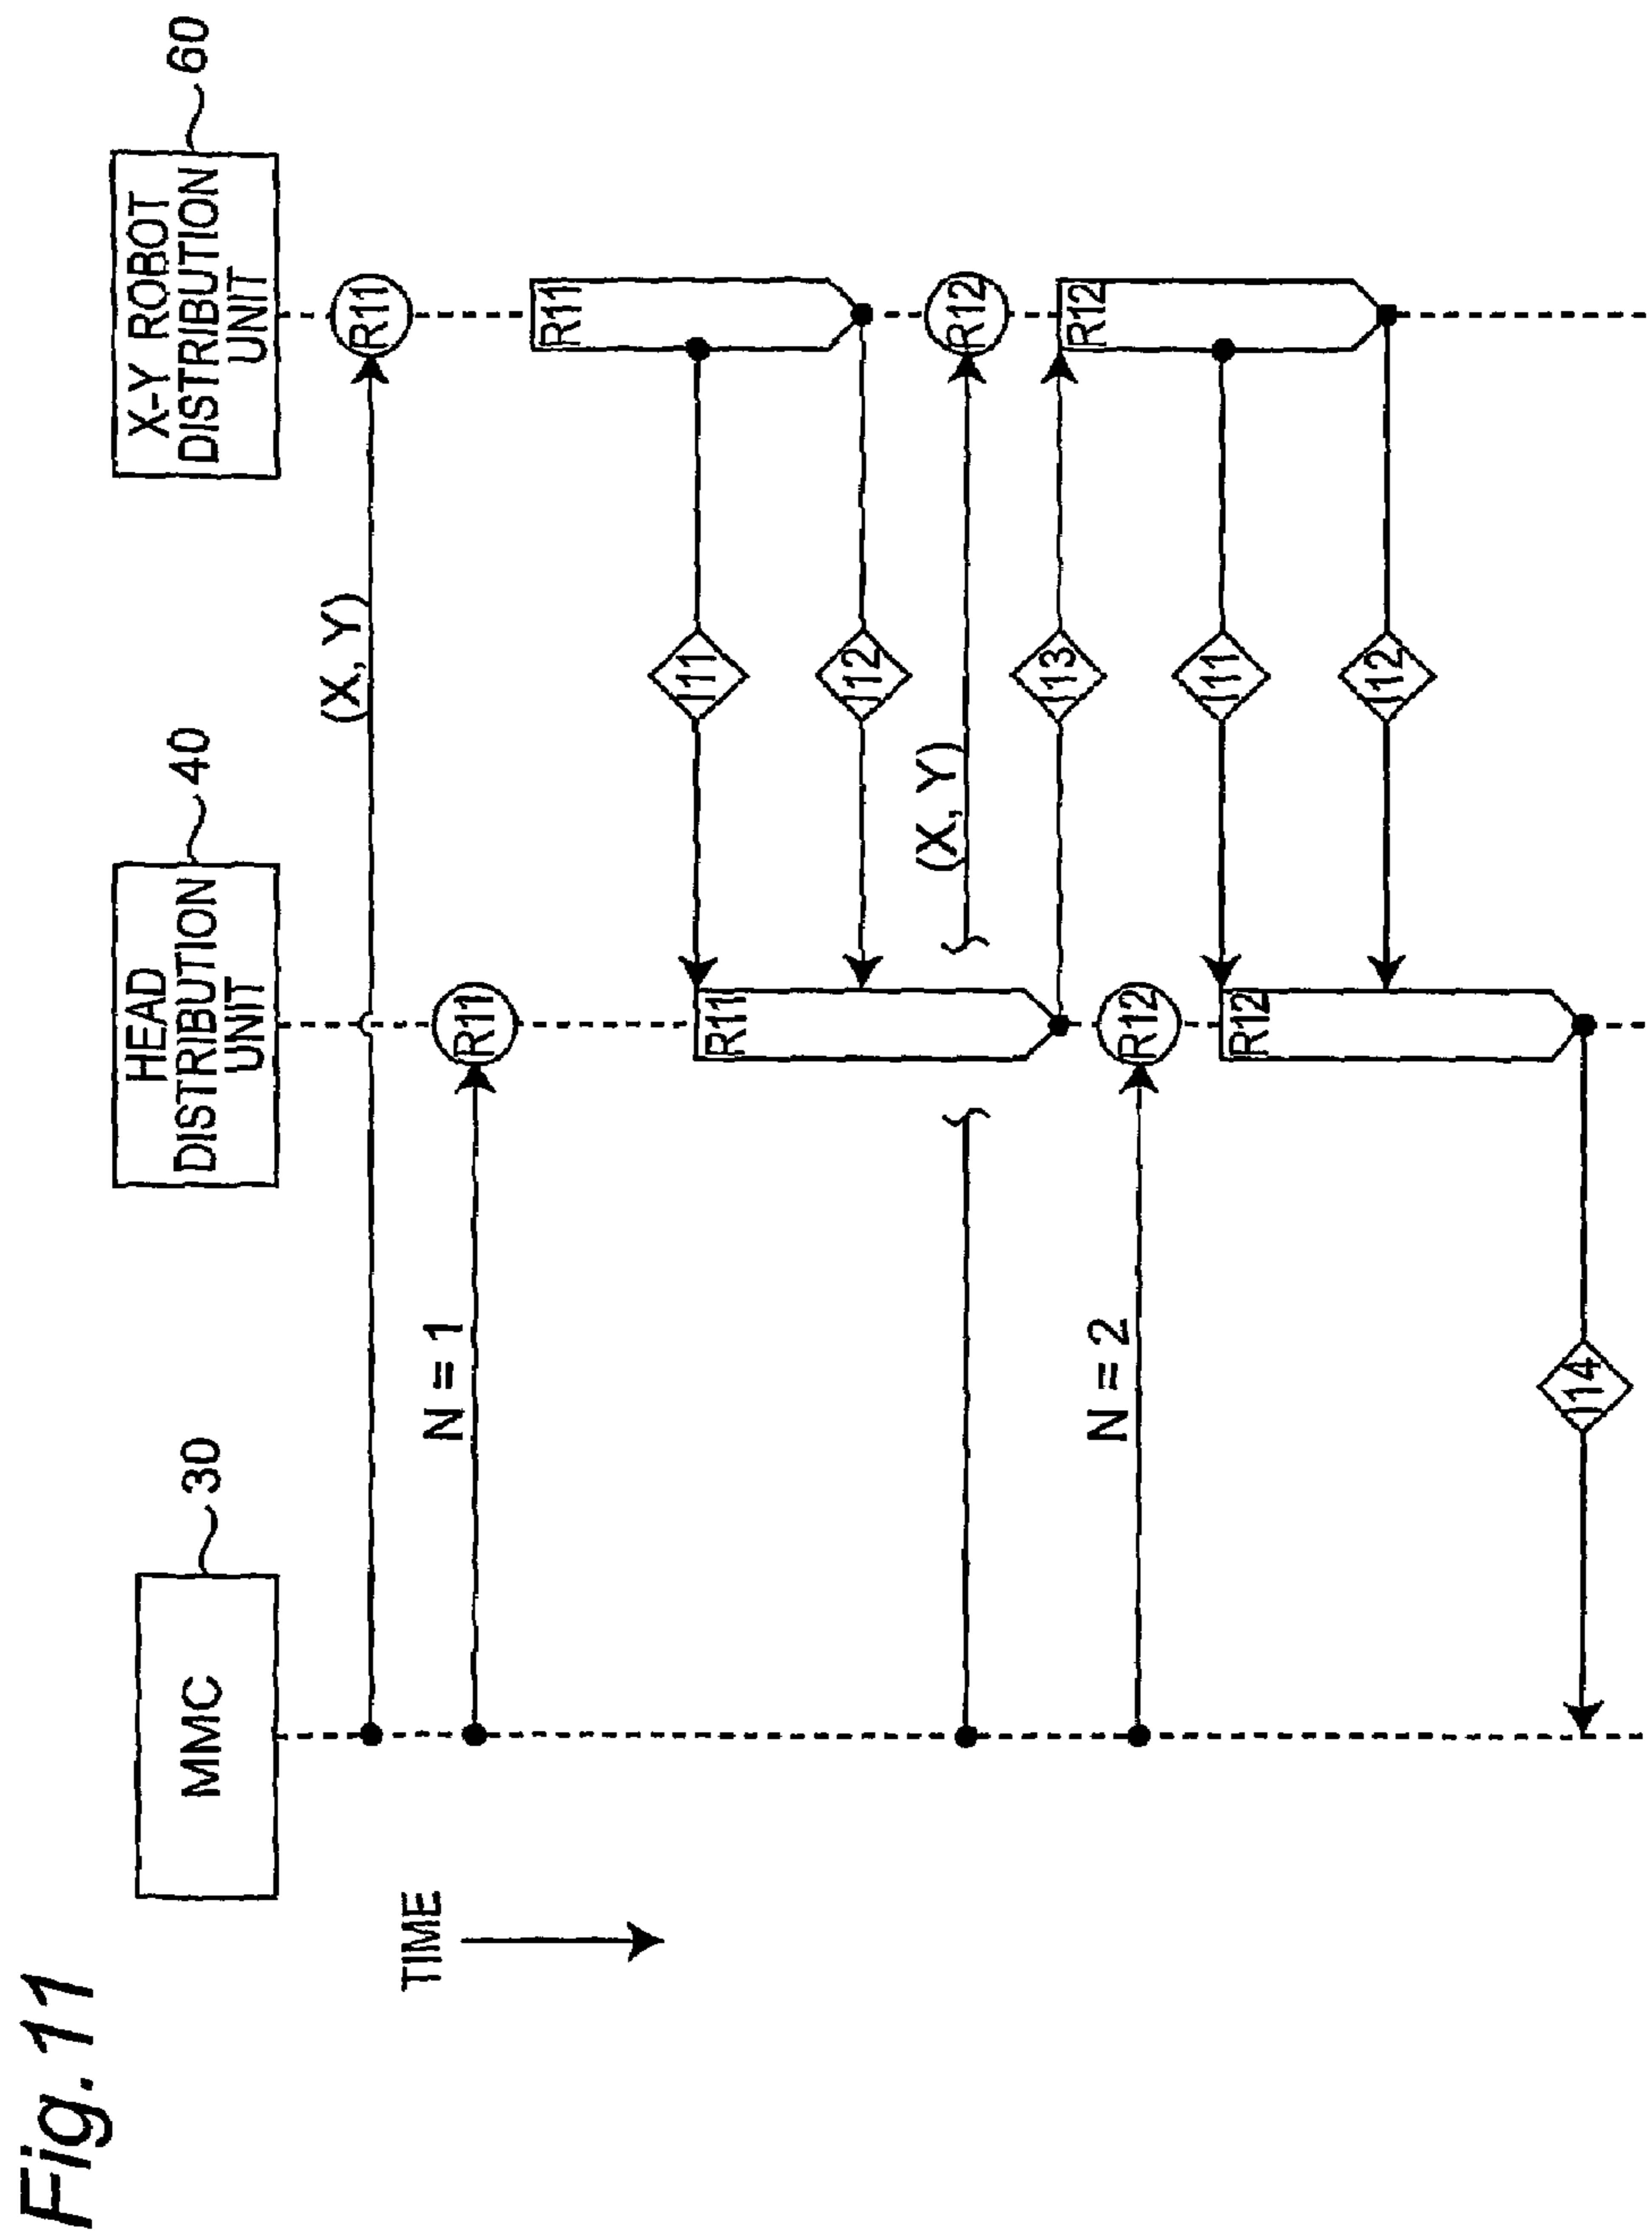 Fig.11
MMC
30
HEAD
DISTRIBUTION
UNIT
40
X-Y ROBOT
DISTRIBUTION
UNIT
60
TIME
(X, Y)
R11
N = 1
R11
R11
R11
I11
I12
(X, Y)
R12
I13
R12
N = 2
R12
R12
I11
I12
I14